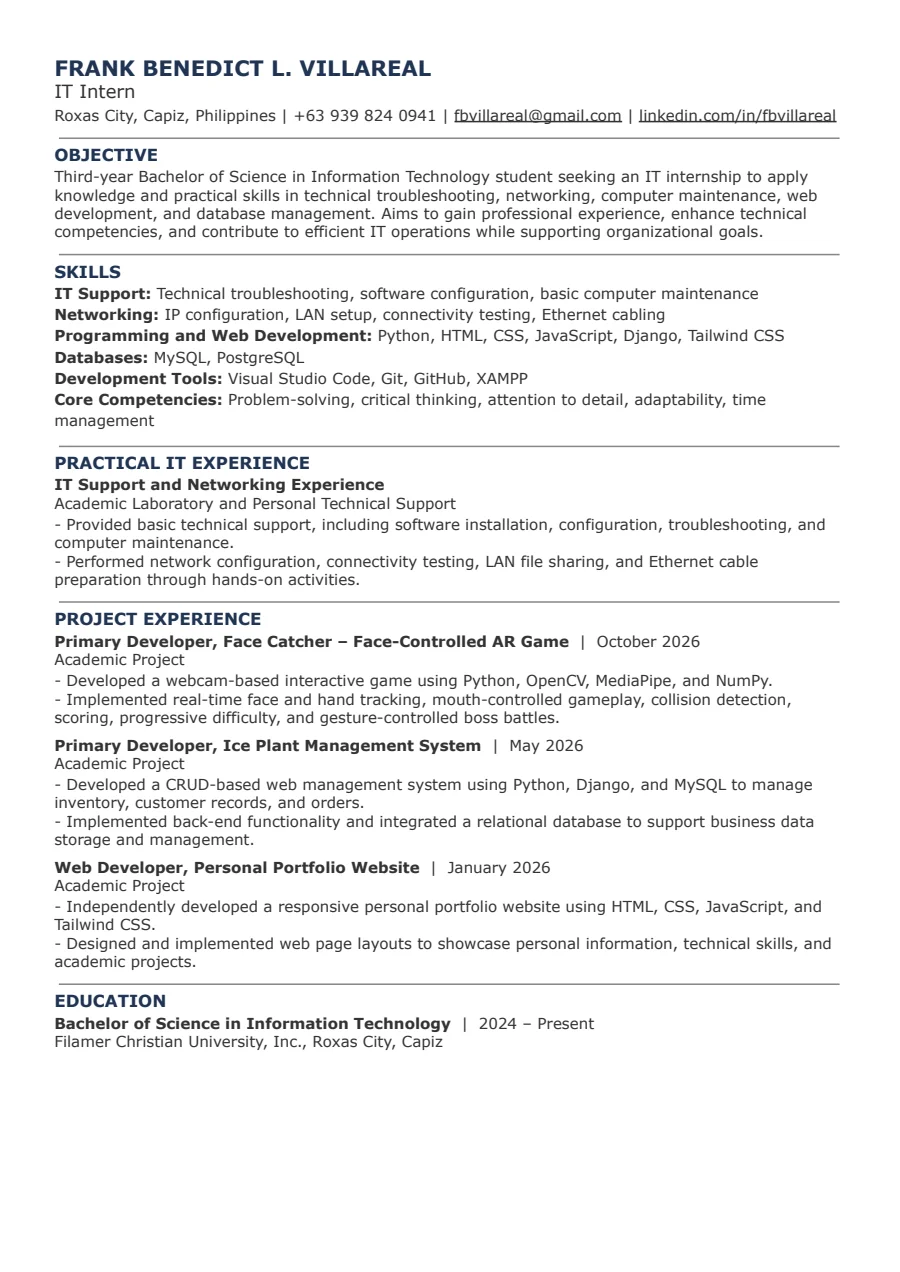 FRANK BENEDICT L. VILLAREAL
IT Intern
Roxas City, Capiz, Philippines | +63 939 824 0941 | fbvillareal@gmail.com | linkedin.com/in/fbvillareal
OBJECTIVE
Third-year Bachelor of Science in Information Technology student seeking an IT internship to apply
knowledge and practical skills in technical troubleshooting, networking, computer maintenance, web
development, and database management. Aims to gain professional experience, enhance technical
competencies, and contribute to efficient IT operations while supporting organizational goals.
SKILLS
IT Support: Technical troubleshooting, software configuration, basic computer maintenance
Networking: IP configuration, LAN setup, connectivity testing, Ethernet cabling
Programming and Web Development: Python, HTML, CSS, JavaScript, Django, Tailwind CSS
Databases: MySQL, PostgreSQL
Development Tools: Visual Studio Code, Git, GitHub, XAMPP
Core Competencies: Problem-solving, critical thinking, attention to detail, adaptability, time
management
PRACTICAL IT EXPERIENCE
IT Support and Networking Experience
Academic Laboratory and Personal Technical Support
- Provided basic technical support, including software installation, configuration, troubleshooting, and
computer maintenance.
- Performed network configuration, connectivity testing, LAN file sharing, and Ethernet cable
preparation through hands-on activities.
PROJECT EXPERIENCE
Primary Developer, Face Catcher – Face-Controlled AR Game | October 2026
Academic Project
- Developed a webcam-based interactive game using Python, OpenCV, MediaPipe, and NumPy.
- Implemented real-time face and hand tracking, mouth-controlled gameplay, collision detection,
scoring, progressive difficulty, and gesture-controlled boss battles.
Primary Developer, Ice Plant Management System | May 2026
Academic Project
- Developed a CRUD-based web management system using Python, Django, and MySQL to manage
inventory, customer records, and orders.
- Implemented back-end functionality and integrated a relational database to support business data
storage and management.
Web Developer, Personal Portfolio Website | January 2026
Academic Project
- Independently developed a responsive personal portfolio website using HTML, CSS, JavaScript, and
Tailwind CSS.
- Designed and implemented web page layouts to showcase personal information, technical skills, and
academic projects.
EDUCATION
Bachelor of Science in Information Technology | 2024 – Present
Filamer Christian University, Inc., Roxas City, Capiz